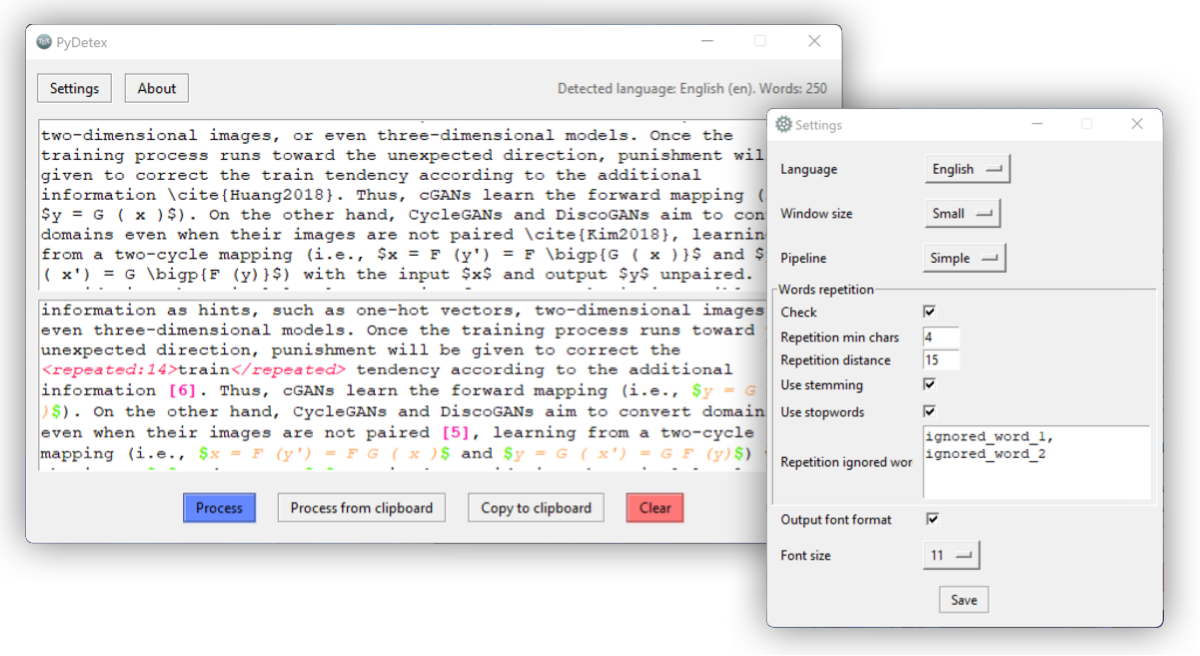 PyDetex
Settings About Detected language: English (en). Words: 250
two-dimensional images, or even three-dimensional models. Once the
training process runs toward the unexpected direction, punishment wil
given to correct the train tendency according to the additional
information \cite{Huang2018}. Thus, cGANs learn the forward mapping (
$y = G ( x )$). On the other hand, CycleGANs and DiscoGANs aim to con
domains even when their images are not paired \cite{Kim2018}, learnin
from a two-cycle mapping (i.e., $x = F (y') = F \bigp{G ( x )}$ and $
( x') = G \bigp{F (y)}$) with the input $x$ and output $y$ unpaired.
information as hints, such as one-hot vectors, two-dimensional images
even three-dimensional models. Once the training process runs toward
unexpected direction, punishment will be given to correct the
<repeated:14>train</repeated> tendency according to the additional
information [6]. Thus, cGANs learn the forward mapping (i.e., $y = G
)$). On the other hand, CycleGANs and DiscoGANs aim to convert domain
even when their images are not paired [5], learning from a two-cycle
mapping (i.e., $x = F (y') = F G ( x )$ and $y = G ( x') = G F (y)$)
Process Process from clipboard Copy to clipboard Clear
Settings
Language English
Window size Small
Pipeline Simple
Words repetition
Check
Repetition min chars 4
Repetition distance 15
Use stemming
Use stopwords
ignored_word_1,
ignored_word_2
Repetition ignored wor
Output font format
Font size 11
Save